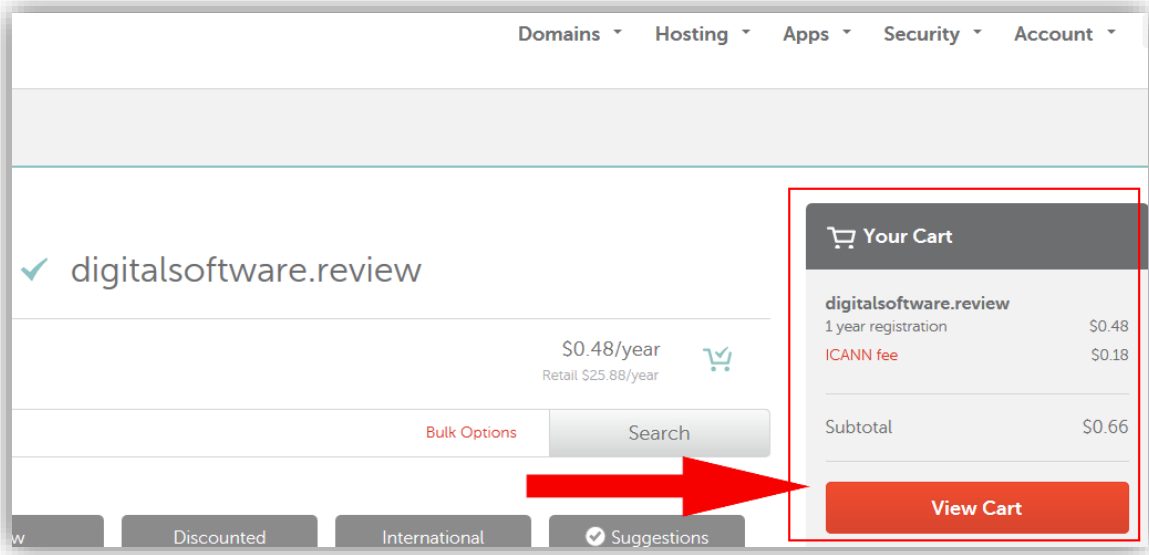 Domains Hosting Apps Security Account
digitalsoftware.review
$0.48/year
Retail $25.88/year
Bulk Options Search
Discounted International Suggestions
Your Cart
digitalsoftware.review
1 year registration $0.48
ICANN fee $0.18
Subtotal $0.66
View Cart